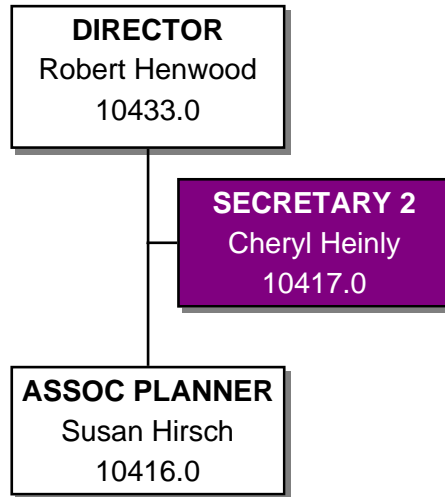 DIRECTOR
Robert Henwood
10433.0
SECRETARY 2
Cheryl Heinly
10417.0
ASSOC PLANNER
Susan Hirsch
10416.0